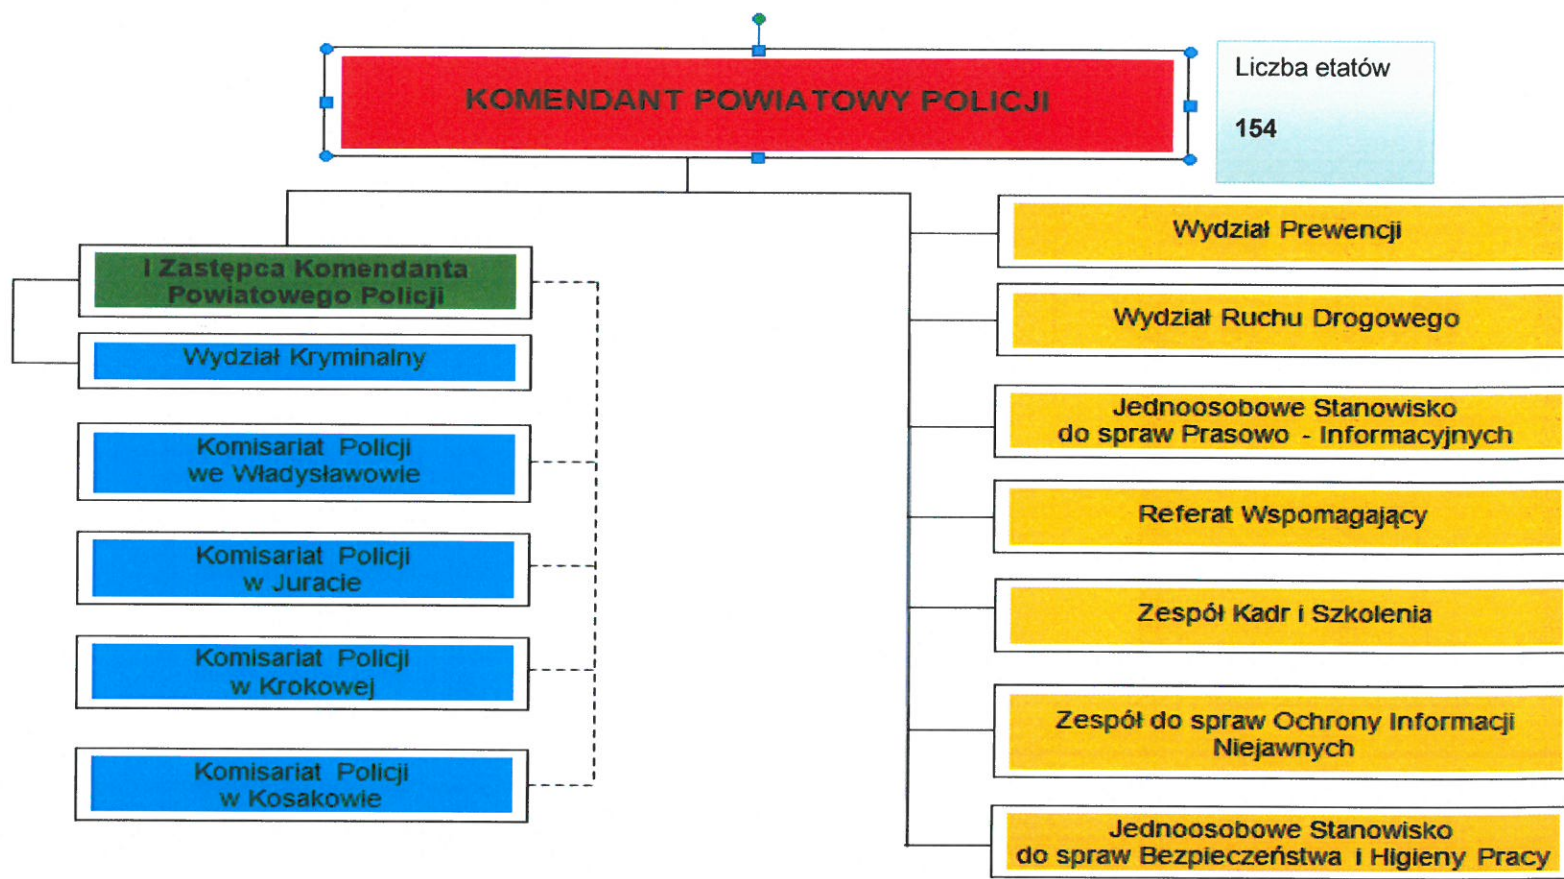 KOMENDANT POWIATOWY POLICJI
Liczba etatów
154
I Zastępca Komendanta
Powiatowego Policji
Wydział Kryminalny
Komisariat Policji
we Władysławowie
Komisariat Policji
w Juracie
Komisariat Policji
w Krokowej
Komisariat Policji
w Kosakowie
Wydział Prewencji
Wydział Ruchu Drogowego
Jednoosobowe Stanowisko
do spraw Prasowo - Informacyjnych
Referat Wspomagający
Zespół Kadr i Szkolenia
Zespół do spraw Ochrony Informacji
Niejawnych
Jednoosobowe Stanowisko
do spraw Bezpieczeństwa i Higieny Pracy